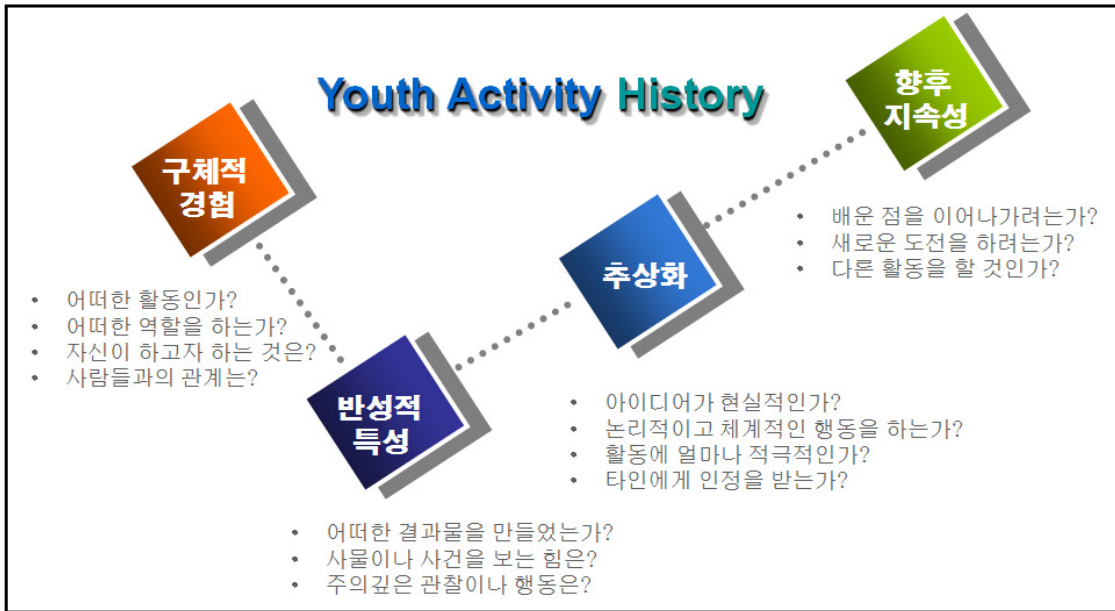 Youth Activity History
구체적
경험
• 어떠한 활동인가?
• 어떠한 역할을 하는가?
• 자신이 하고자 하는 것은?
• 사람들과의 관계는?
반성적
특성
• 어떠한 결과물을 만들었는가?
• 사물이나 사건을 보는 힘은?
• 주의깊은 관찰이나 행동은?
추상화
• 아이디어가 현실적인가?
• 논리적이고 체계적인 행동을 하는가?
• 활동에 얼마나 적극적인가?
• 타인에게 인정을 받는가?
향후
지속성
• 배운 점을 이어나가려는가?
• 새로운 도전을 하려는가?
• 다른 활동을 할 것인가?